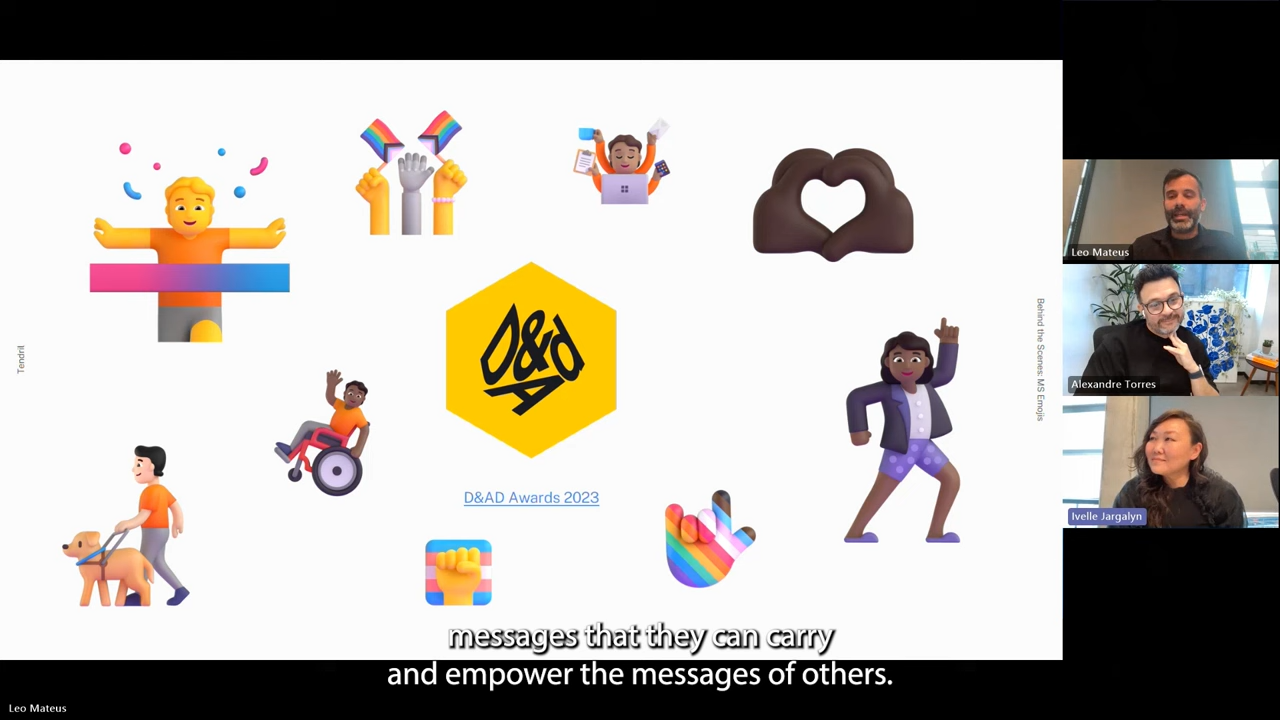 Tendril
D&AD
D&AD Awards 2023
Behind the Scenes: MS Emojis
Leo Mateus
Alexandre Torres
Ivelle Jargalyn
messages that they can carry
and empower the messages of others.
Leo Mateus